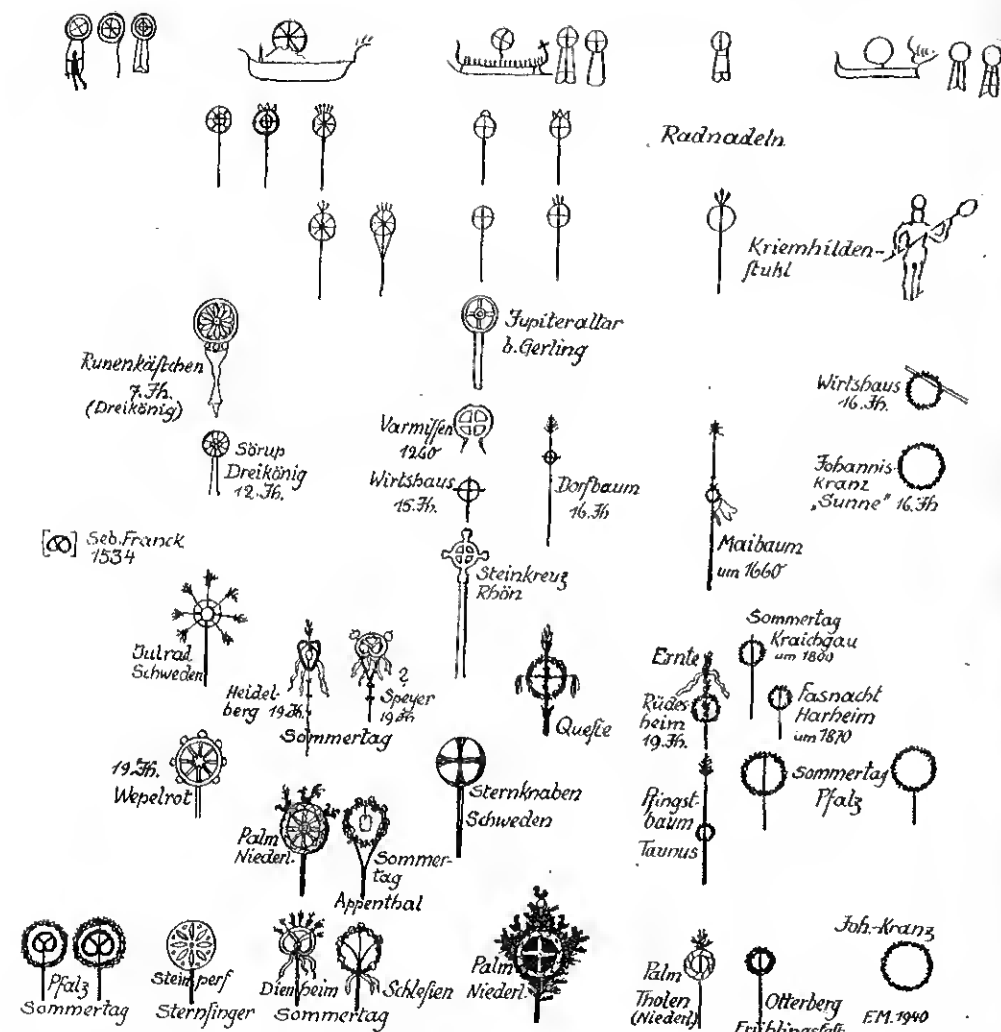 Radnadeln
Kriemhilden-
ſtuhl
Runenkäſtchen
7. Jh.
(Dreikönig)
Jupiteraltar
b. Gerling
Wirtshaus
16. Jh.
Sörup
Dreikönig
12. Jh.
Varmiſſen
1260
Wirtshaus
15. Jh.
Dorfbaum
16. Jh
Johannis-
kranz
„Sunne" 16. Jh
Seb. Franck
1534
Steinkreuz
Rhön
Maibaum
um 1660
Julrad
Schweden
Heidel-
berg 19. Jh.
Speyer
19. Jh
Sommertag
Queſte
Ernte
Rüdes
heim
19. Jh.
Sommertag
Kraichgau
um 1800
Fasnacht
Harheim
um 1870
19. Jh.
Wepelrot
Sternknaben
Schweden
Pfingst-
baum
Taunus
Sommertag
Pfalz
Palm
Niederl.
Sommer-
tag
Appenthal
Pfalz
Sommertag
Sternſinger
Dienheim
Schleſien
Sommertag
Palm
Niederl.
Palm
Tholen
(Niederl.)
Otterberg
Frühlingsfeſt
Joh.-Kranz
F.M. 1940